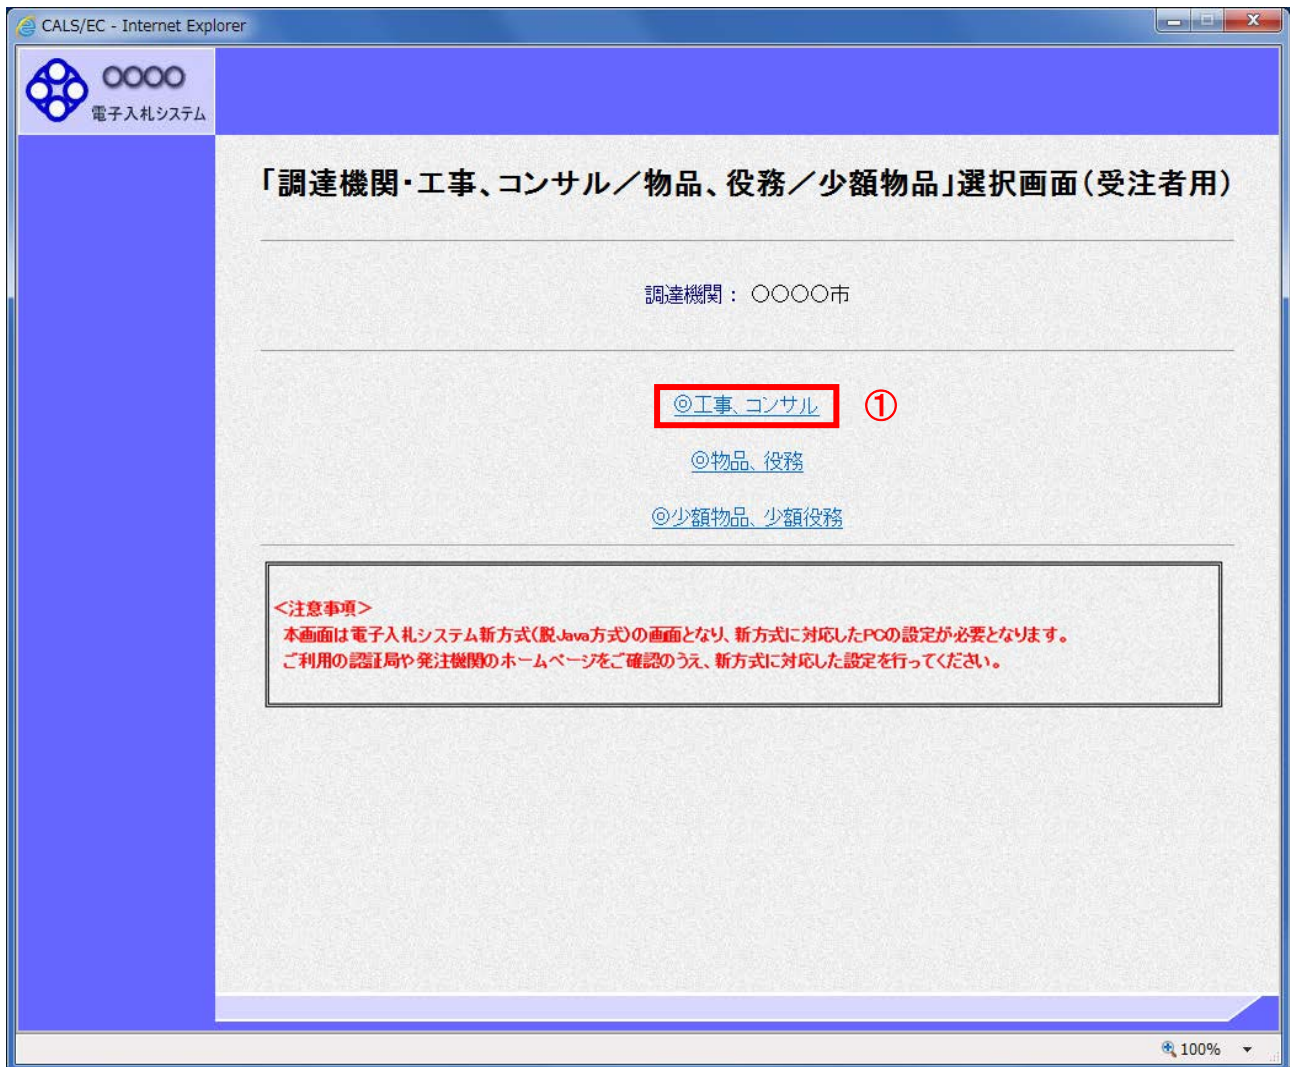 CALS/EC - Internet Explorer
○○○○
電子入札システム
「調達機関・工事、コンサル／物品、役務／少額物品」選択画面（受注者用）
調達機関： ○○○○市
◎工事、コンサル
①
◎物品、役務
◎少額物品、少額役務
＜注意事項＞
本画面は電子入札システム新方式(脱Java方式)の画面となり、新方式に対応したPCの設定が必要となります。
ご利用の認証局や発注機関のホームページをご確認のうえ、新方式に対応した設定を行ってください。
100%